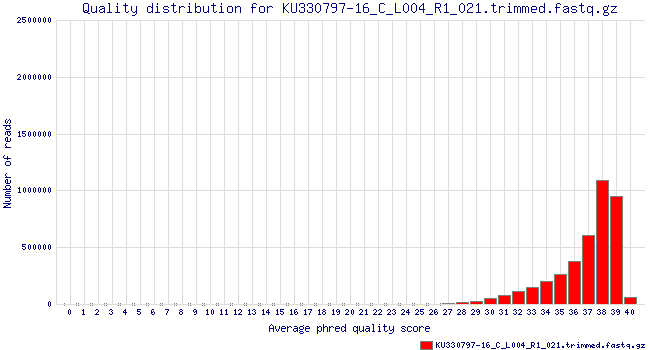 Quality distribution for KU330797-16_C_L004_R1_021.trimmed.fastq.gz
2500000
2000000
1500000
1000000
500000
0
Number of reads
0 1 2 3 4 5 6 7 8 9 10 11 12 13 14 15 16 17 18 19 20 21 22 23 24 25 26 27 28 29 30 31 32 33 34 35 36 37 38 39 40
Average phred quality score
KU330797-16_C_L004_R1_021.trimmed.fastq.gz